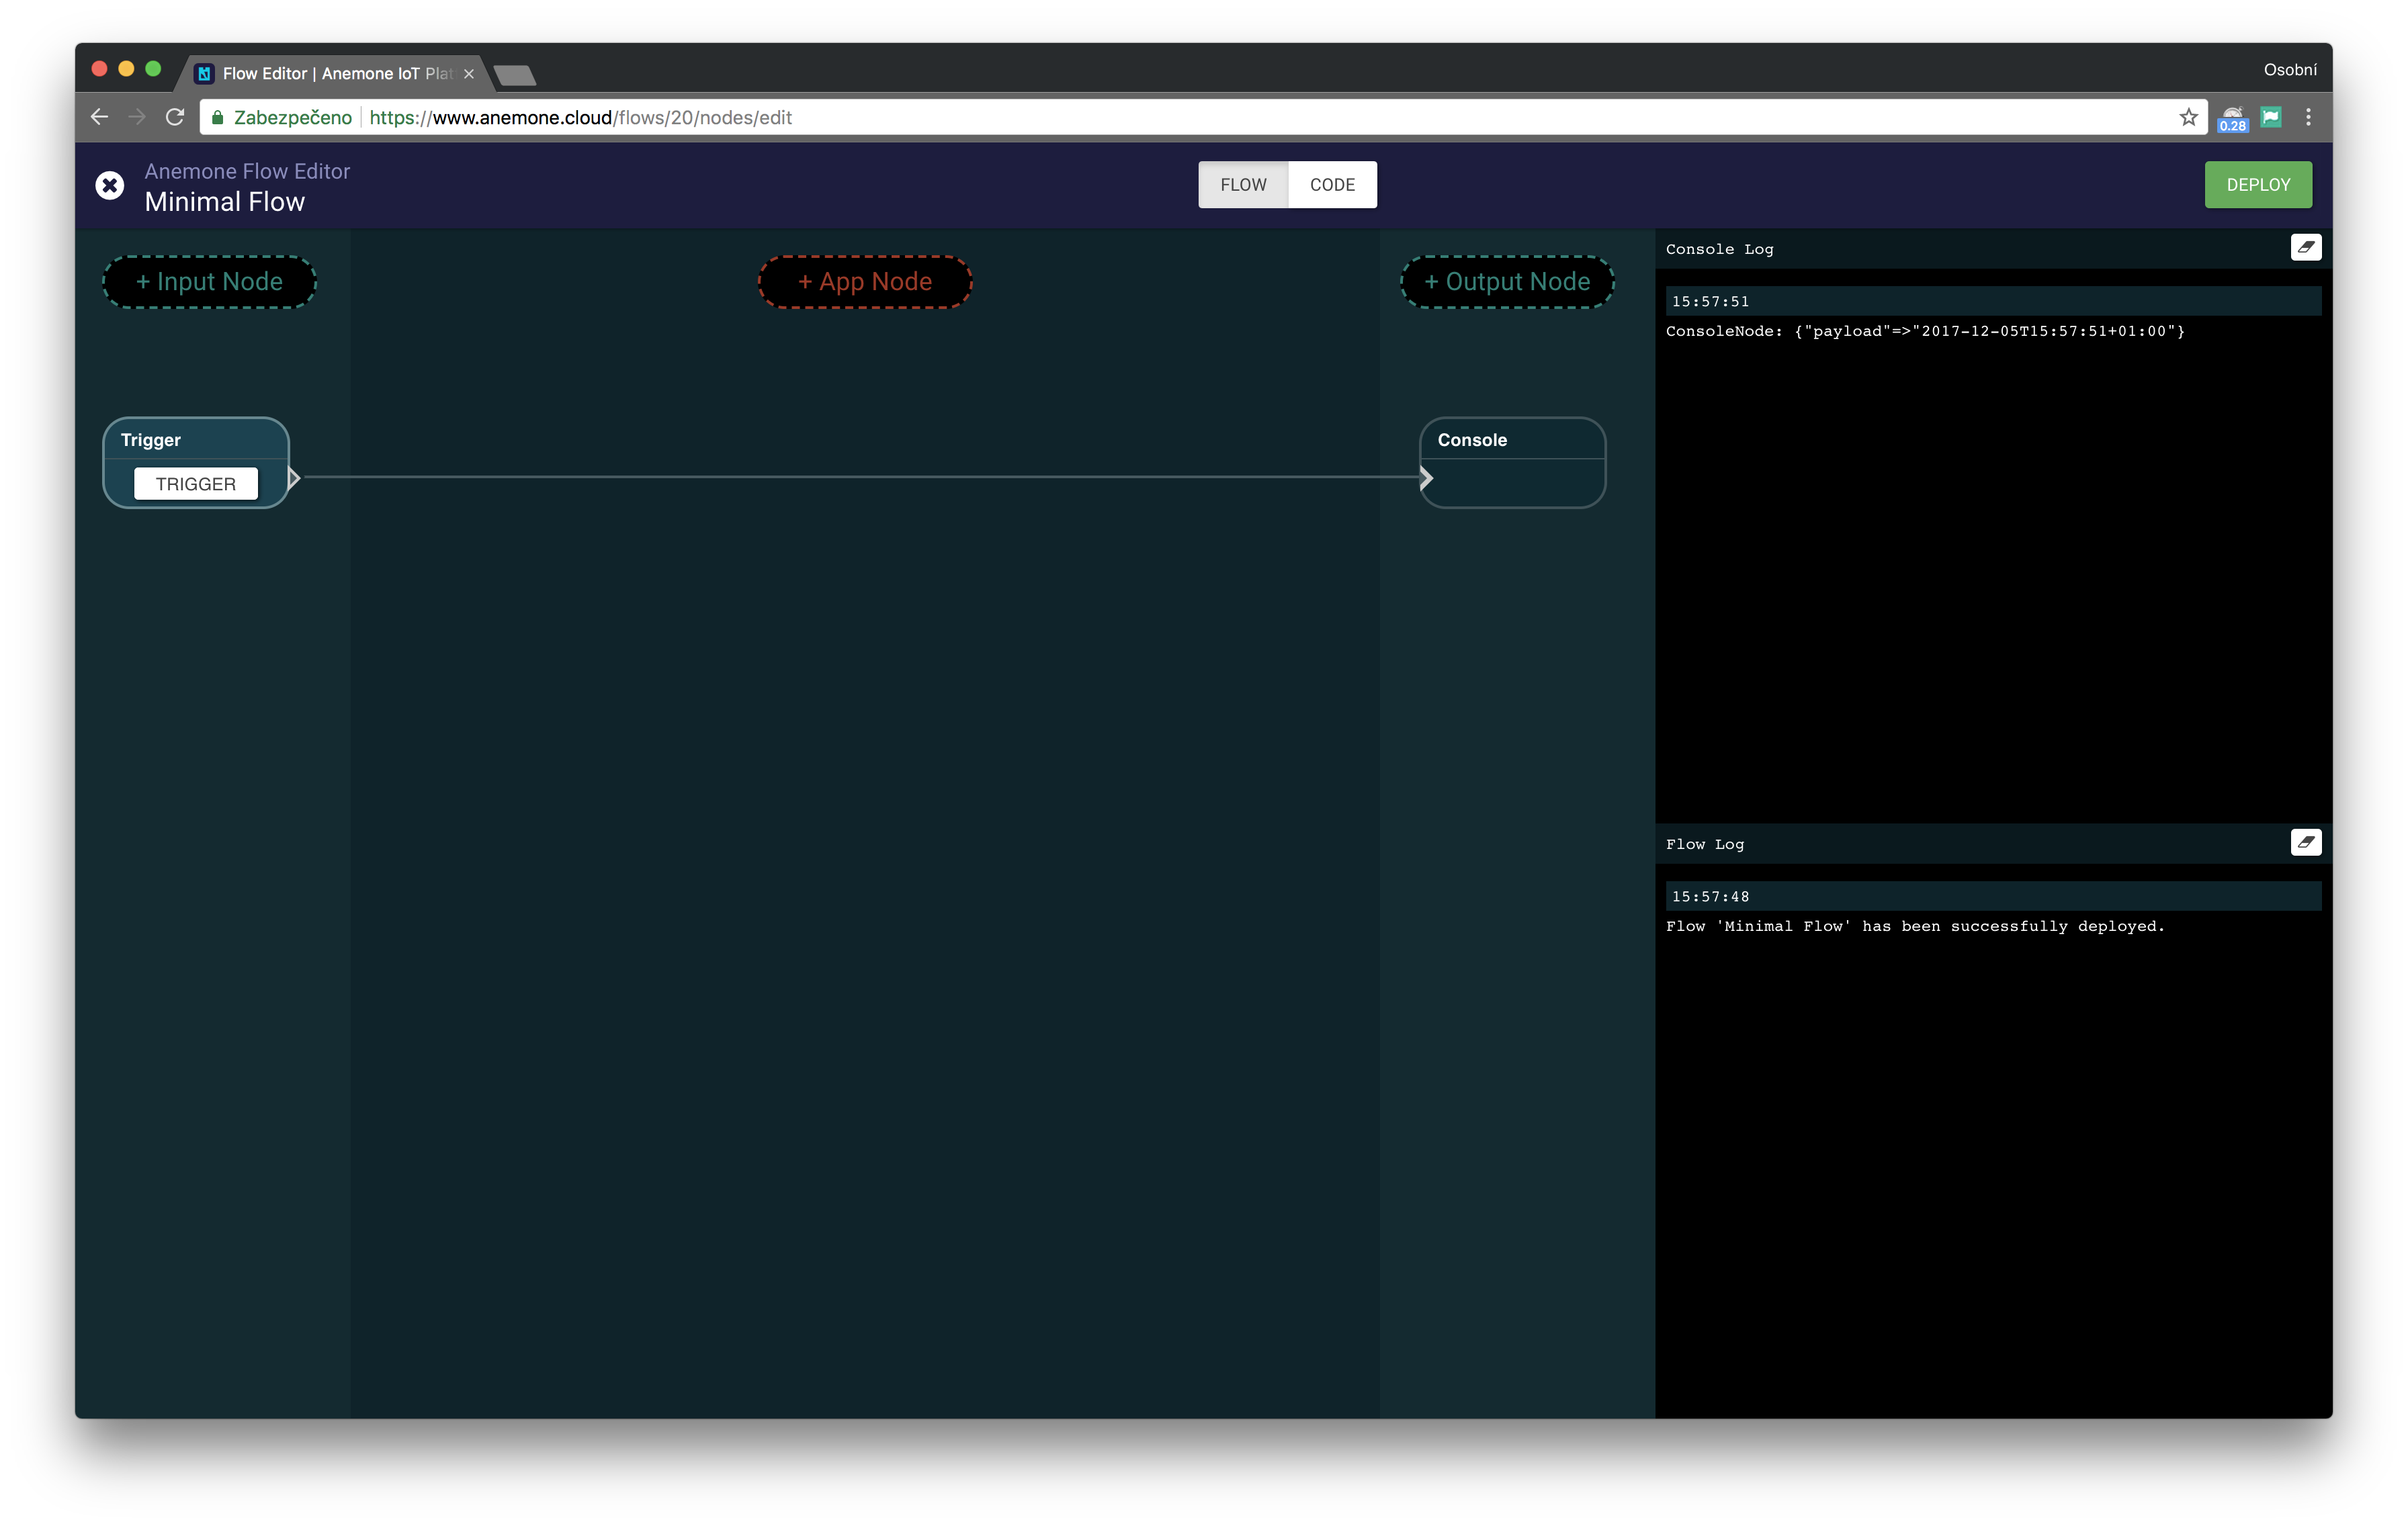 Flow Editor | Anemone IoT Plat
Osobní
Zabezpečeno https://www.anemone.cloud/flows/20/nodes/edit
0.28
Anemone Flow Editor
Minimal Flow
FLOW CODE
DEPLOY
+ Input Node
+ App Node
+ Output Node
Trigger
TRIGGER
Console
Console Log
15:57:51
ConsoleNode: {"payload"=>"2017-12-05T15:57:51+01:00"}
Flow Log
15:57:48
Flow 'Minimal Flow' has been successfully deployed.